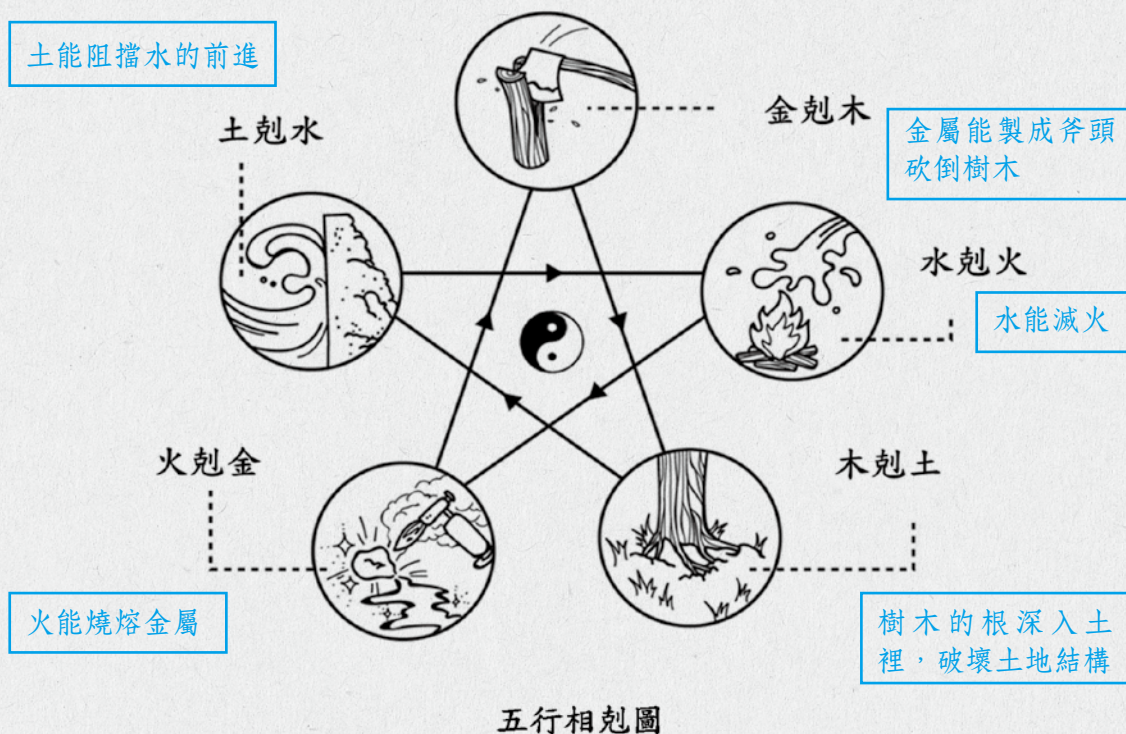 土能阻擋水的前進
土剋水
金剋木
金屬能製成斧頭
砍倒樹木
水剋火
水能滅火
火剋金
木剋土
火能燒熔金屬
樹木的根深入土
裡，破壞土地結構
五行相剋圖